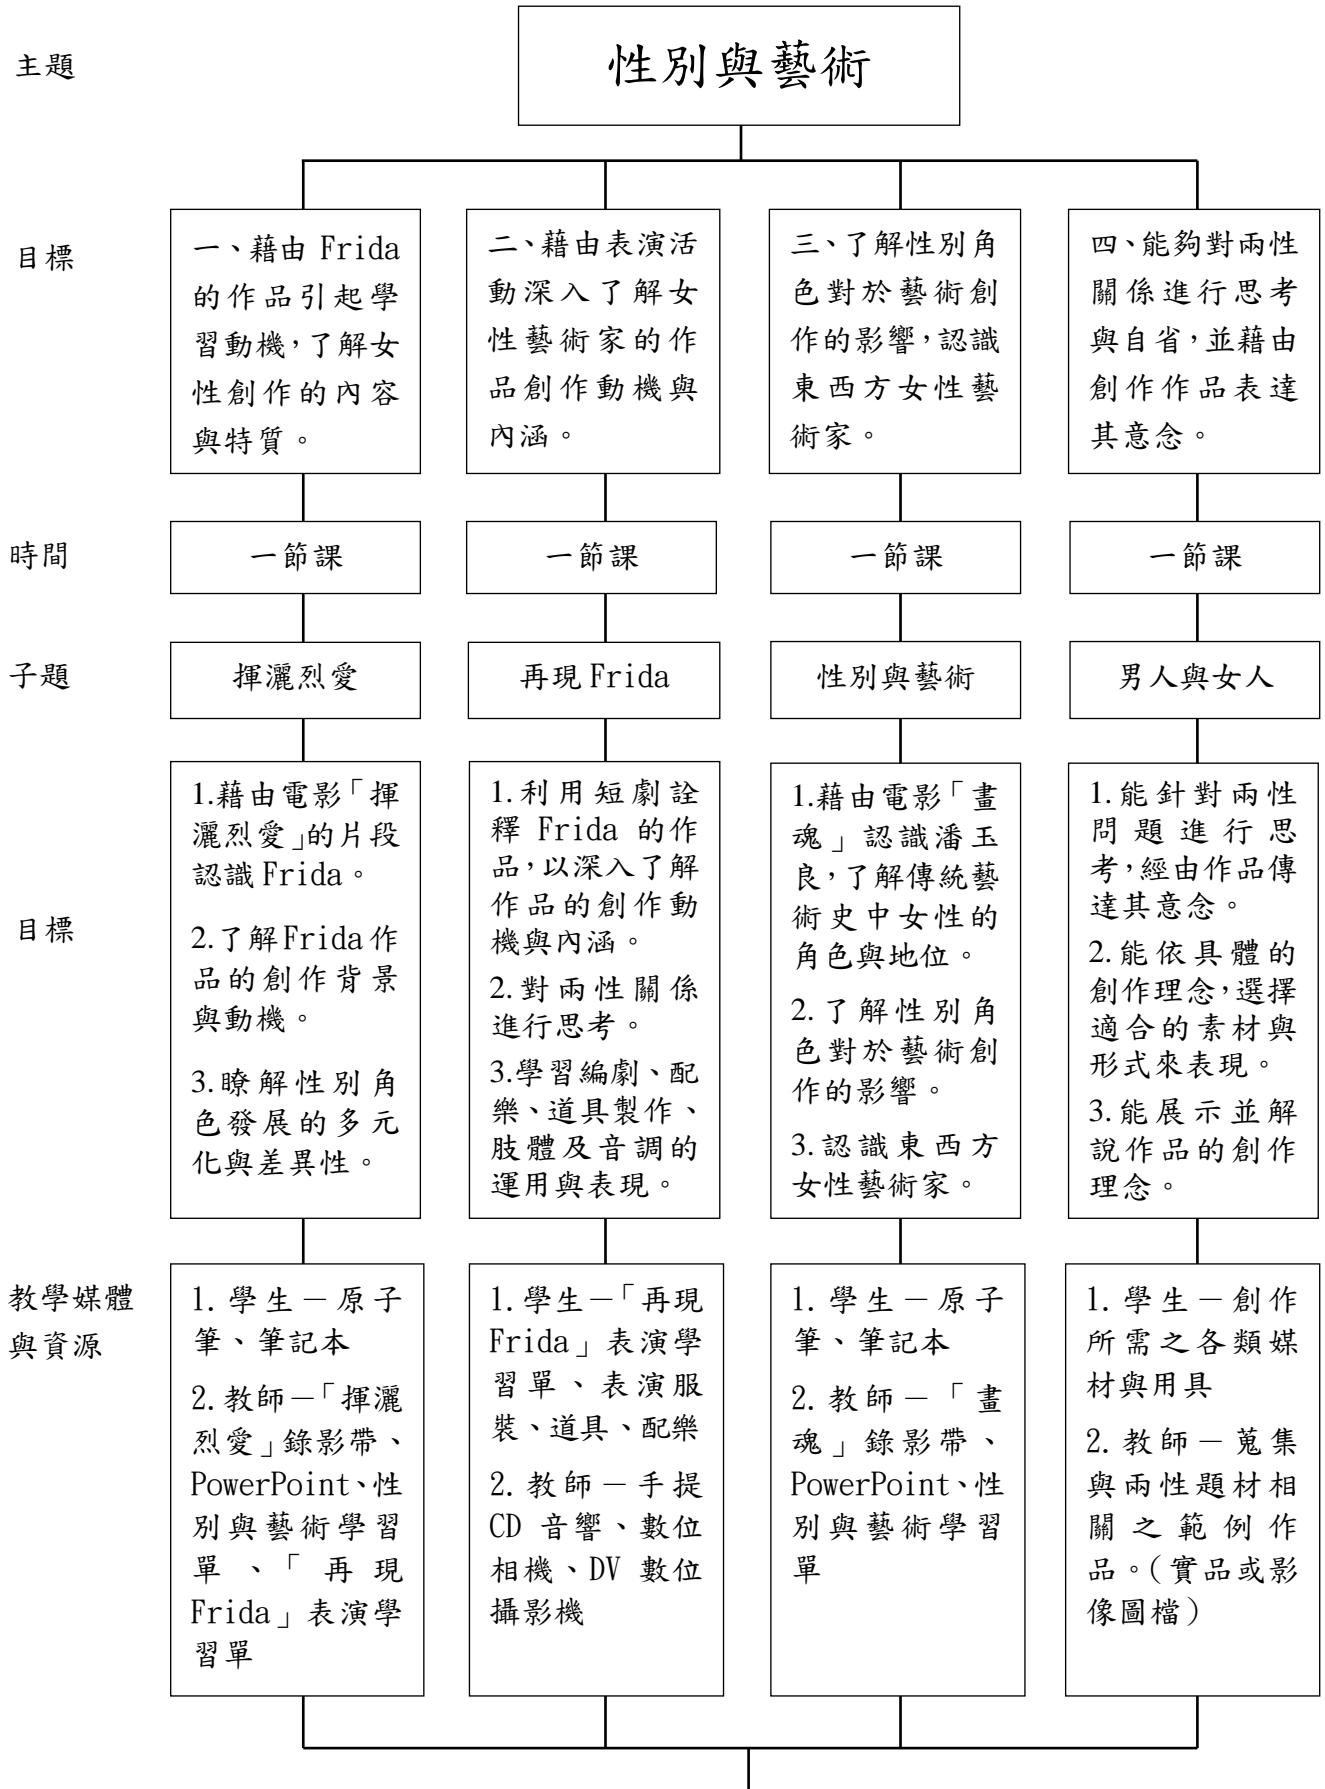 主題
性別與藝術
目標
一、藉由 Frida
的作品引起學
習動機，了解女
性創作的內容
與特質。
二、藉由表演活
動深入了解女
性藝術家的作
品創作動機與
內涵。
三、了解性別角
色對於藝術創
作的影響，認識
東西方女性藝
術家。
四、能夠對兩性
關係進行思考
與自省，並藉由
創作作品表達
其意念。
時間
一節課
一節課
一節課
一節課
子題
揮灑烈愛
再現 Frida
性別與藝術
男人與女人
目標
1.藉由電影「揮
灑烈愛」的片段
認識 Frida。
2.了解 Frida 作
品的創作背景
與動機。
3.瞭解性別角
色發展的多元
化與差異性。
1.利用短劇詮
釋 Frida 的作
品，以深入了解
作品的創作動
機與內涵。
2.對兩性關係
進行思考。
3.學習編劇、配
樂、道具製作、
肢體及音調的
運用與表現。
1.藉由電影「畫
魂」認識潘玉
良，了解傳統藝
術史中女性的
角色與地位。
2.了解性別角
色對於藝術創
作的影響。
3.認識東西方
女性藝術家。
1.能針對兩性
問題進行思
考，經由作品傳
達其意念。
2.能依具體的
創作理念，選擇
適合的素材與
形式來表現。
3.能展示並解
說作品的創作
理念。
教學媒體
與資源
1.學生－原子
筆、筆記本
2.教師－「揮灑
烈愛」錄影帶、
PowerPoint、性
別與藝術學習
單、「再現
Frida」表演學
習單
1.學生－「再現
Frida」表演學
習單、表演服
裝、道具、配樂
2.教師－手提
CD 音響、數位
相機、DV 數位
攝影機
1.學生－原子
筆、筆記本
2.教師－「畫
魂」錄影帶、
PowerPoint、性
別與藝術學習
單
1.學生－創作
所需之各類媒
材與用具
2.教師－蒐集
與兩性題材相
關之範例作
品。（實品或影
像圖檔）